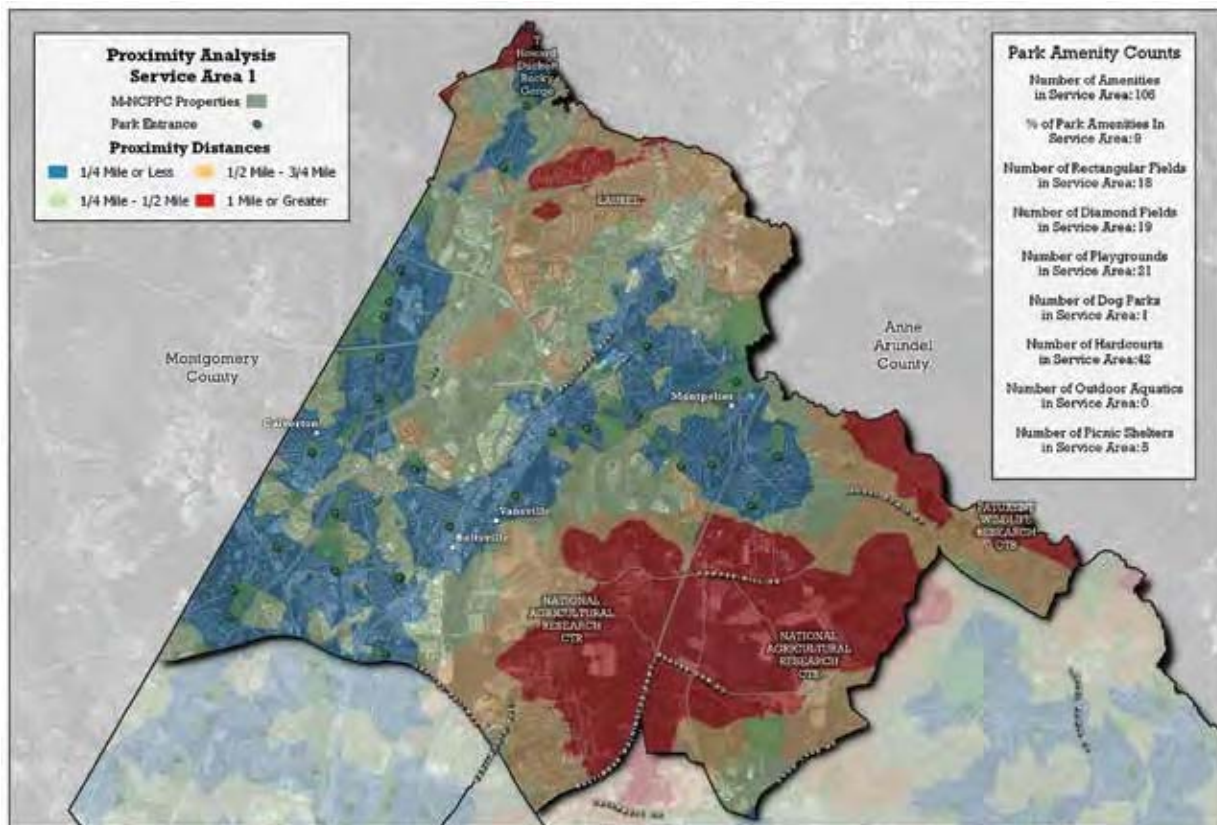 Proximity Analysis
Service Area 1
M-NCPPC Properties
Park Entrance
Proximity Distances
1/4 Mile or Less
1/2 Mile - 3/4 Mile
1/4 Mile - 1/2 Mile
1 Mile or Greater
T.
Howard
Duckett
Rocky
Gorge
LAUREL
Montgomery
County
Anne
Arundel
County
Calverton
Montpelier
Vansville
Beltsville
PATUXENT
WILDLIFE
RESEARCH
CTR
NATIONAL
AGRICULTURAL
RESEARCH
CTR
NATIONAL
AGRICULTURAL
RESEARCH
CTR
Park Amenity Counts
Number of Amenities
in Service Area: 106
% of Park Amenities In
Service Area: 9
Number of Rectangular Fields
in Service Area: 18
Number of Diamond Fields
in Service Area: 19
Number of Playgrounds
in Service Area: 21
Number of Dog Parks
in Service Area: 1
Number of Hardcourts
in Service Area: 42
Number of Outdoor Aquatics
in Service Area: 0
Number of Picnic Shelters
in Service Area: 5